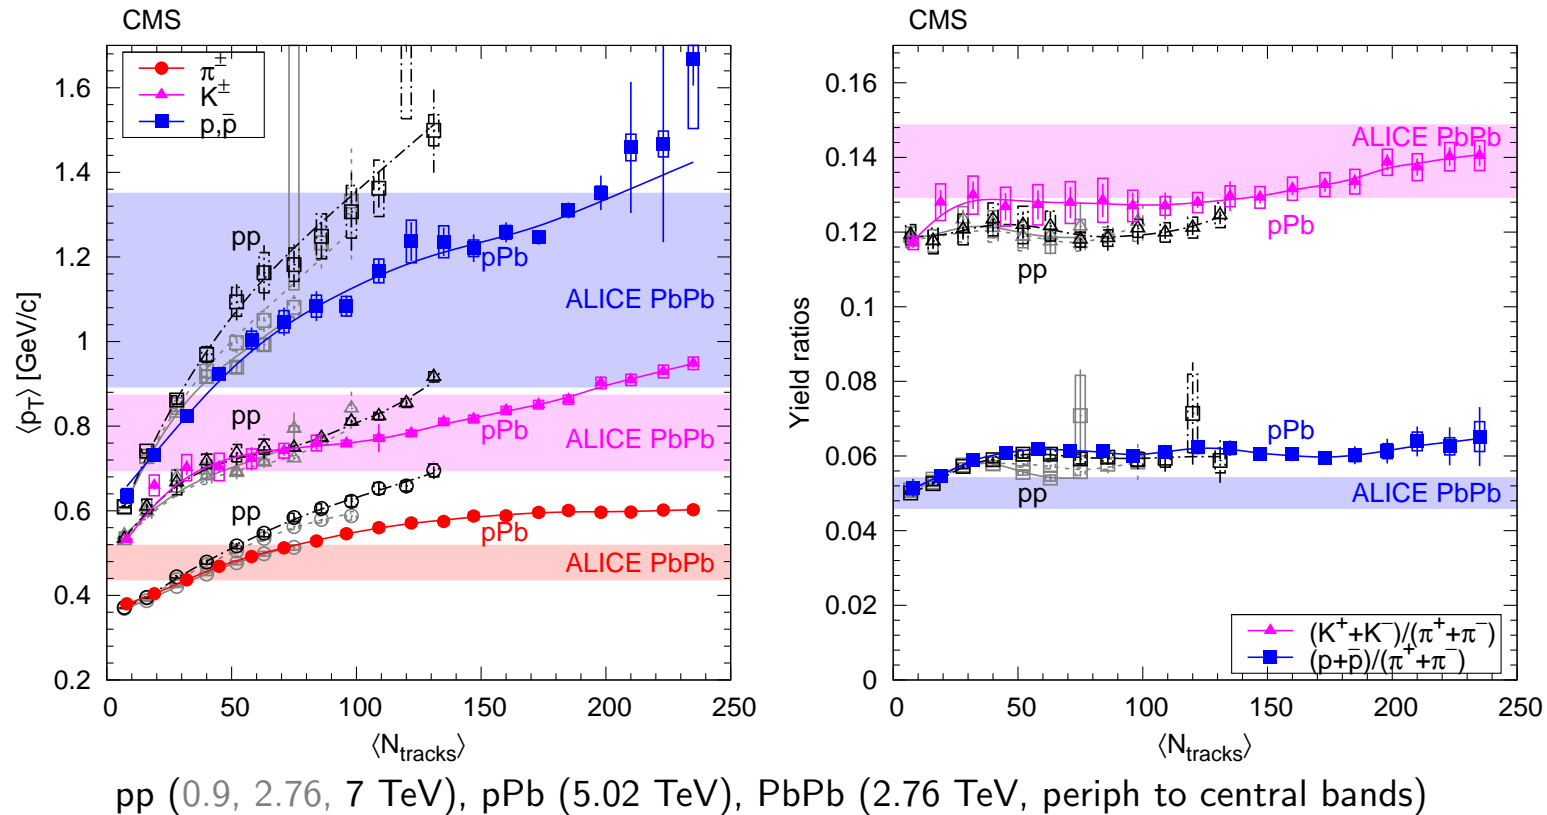 CMS
π±
K±
p,p̄
1.6
1.4
1.2
1
0.8
0.6
0.4
0.2
⟨pT⟩ [GeV/c]
pp
pPb
ALICE PbPb
pp
pPb
ALICE PbPb
pp
pPb
ALICE PbPb
0 50 100 150 200 250
⟨Ntracks⟩
CMS
0.16
0.14
0.12
0.1
0.08
0.06
0.04
0.02
0
Yield ratios
ALICE PbPb
pPb
pp
pPb
ALICE PbPb
pp
(K⁺+K⁻)/(π⁺+π⁻)
(p+p̄)/(π⁺+π⁻)
0 50 100 150 200 250
⟨Ntracks⟩
pp (0.9, 2.76, 7 TeV), pPb (5.02 TeV), PbPb (2.76 TeV, periph to central bands)